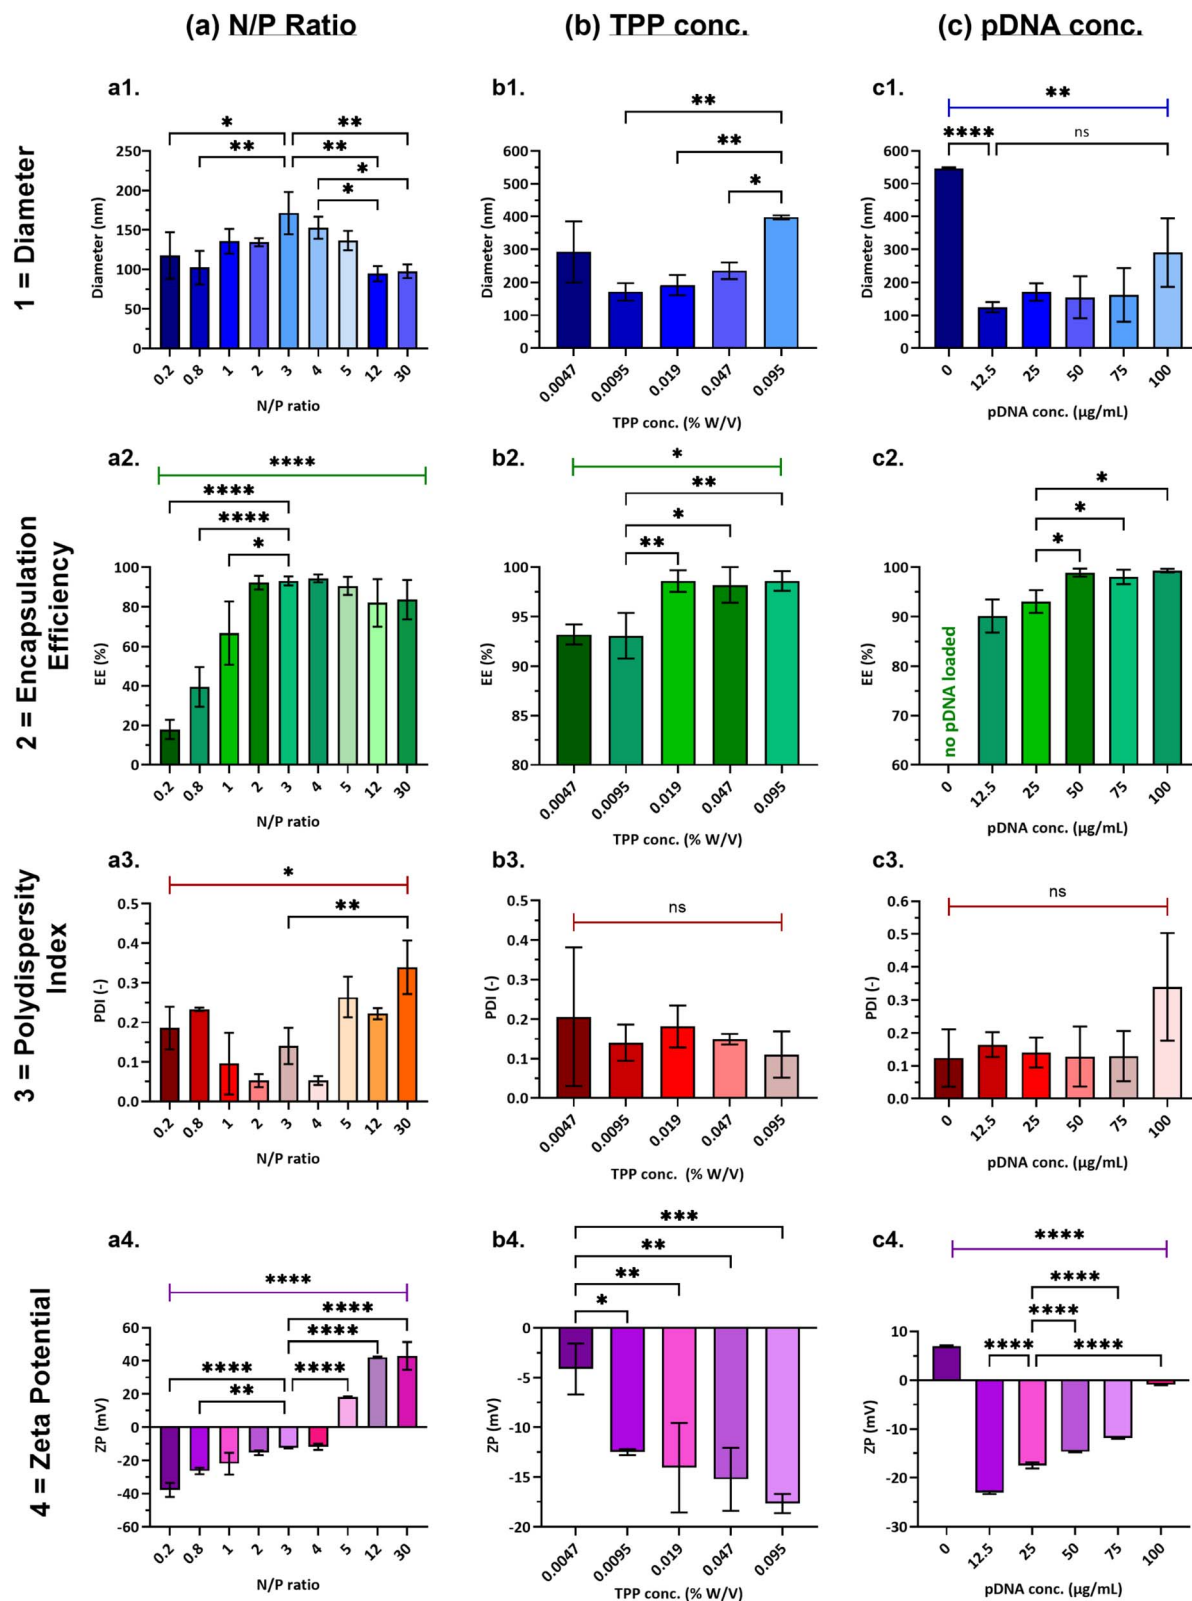 (a) N/P Ratio
(b) TPP conc.
(c) pDNA conc.
1 = Diameter
a1.
* **
** **
*
*
250
200
150
100
50
0
Diameter (nm)
0.2 0.8 1 2 3 4 5 12 30
N/P ratio
b1.
**
**
*
600
500
400
300
200
100
0
Diameter (nm)
0.0047 0.0095 0.019 0.047 0.095
TPP conc. (% W/V)
c1.
**
**** ns
600
500
400
300
200
100
0
Diameter (nm)
0 12.5 25 50 75 100
pDNA conc. (µg/mL)
2 = Encapsulation
Efficiency
a2.
****
****
****
*
100
80
60
40
20
0
EE (%)
0.2 0.8 1 2 3 4 5 12 30
N/P ratio
b2.
*
**
*
**
100
95
90
85
80
EE (%)
0.0047 0.0095 0.019 0.047 0.095
TPP conc. (% W/V)
c2.
*
*
*
100
90
80
70
60
EE (%)
no pDNA loaded
0 12.5 25 50 75 100
pDNA conc. (µg/mL)
3 = Polydispersity
Index
a3.
*
**
0.5
0.4
0.3
0.2
0.1
0.0
PDI (-)
0.2 0.8 1 2 3 4 5 12 30
N/P ratio
b3.
ns
0.5
0.4
0.3
0.2
0.1
0.0
PDI (-)
0.0047 0.0095 0.019 0.047 0.095
TPP conc. (% W/V)
c3.
ns
0.6
0.5
0.4
0.3
0.2
0.1
0.0
PDI (-)
0 12.5 25 50 75 100
pDNA conc. (µg/mL)
4 = Zeta Potential
a4.
****
****
****
**** ****
**
60
40
20
0
-20
-40
-60
ZP (mV)
0.2 0.8 1 2 3 4 5 12 30
N/P ratio
b4.
***
**
**
*
0
-5
-10
-15
-20
ZP (mV)
0.0047 0.0095 0.019 0.047 0.095
TPP conc. (% W/V)
c4.
****
****
****
**** ****
10
0
-10
-20
-30
ZP (mV)
0 12.5 25 50 75 100
pDNA conc. (µg/mL)